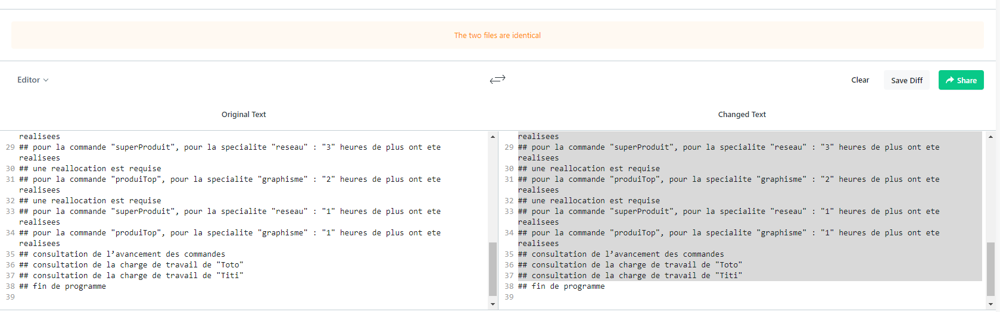 The two files are identical
Editor
Clear
Save Diff
Share
Original Text
Changed Text
realisees
29 ## pour la commande "superProduit", pour la specialite "reseau" : "3" heures de plus ont ete
realisees
30 ## une reallocation est requise
31 ## pour la commande "produiTop", pour la specialite "graphisme" : "2" heures de plus ont ete
realisees
32 ## une reallocation est requise
33 ## pour la commande "superProduit", pour la specialite "reseau" : "1" heures de plus ont ete
realisees
34 ## pour la commande "produiTop", pour la specialite "graphisme" : "1" heures de plus ont ete
realisees
35 ## consultation de l’avancement des commandes
36 ## consultation de la charge de travail de "Toto"
37 ## consultation de la charge de travail de "Titi"
38 ## fin de programme
39
realisees
29 ## pour la commande "superProduit", pour la specialite "reseau" : "3" heures de plus ont ete
realisees
30 ## une reallocation est requise
31 ## pour la commande "produiTop", pour la specialite "graphisme" : "2" heures de plus ont ete
realisees
32 ## une reallocation est requise
33 ## pour la commande "superProduit", pour la specialite "reseau" : "1" heures de plus ont ete
realisees
34 ## pour la commande "produiTop", pour la specialite "graphisme" : "1" heures de plus ont ete
realisees
35 ## consultation de l’avancement des commandes
36 ## consultation de la charge de travail de "Toto"
37 ## consultation de la charge de travail de "Titi"
38 ## fin de programme
39